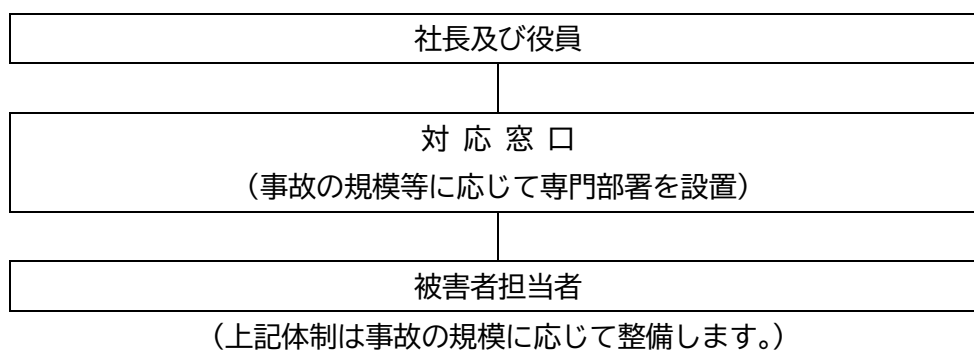 社長及び役員
対 応 窓 口
（事故の規模等に応じて専門部署を設置）
被害者担当者
（上記体制は事故の規模に応じて整備します。）